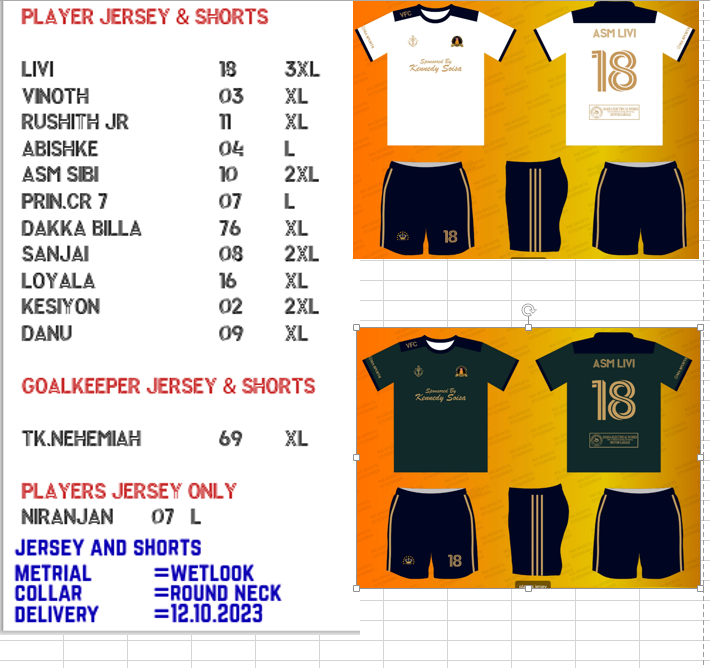 PLAYER JERSEY & SHORTS
LIVI 18 3XL
VINOTH 03 XL
RUSHITH JR 11 XL
ABISHKE 04 L
ASM SIBI 10 2XL
PRIN.CR 7 07 L
DAKKA BILLA 76 XL
SANJAI 08 2XL
LOYALA 16 XL
KESIYON 02 2XL
DANU 09 XL
GOALKEEPER JERSEY & SHORTS
TK.NEHEMIAH 69 XL
PLAYERS JERSEY ONLY
NIRANJAN 07 L
JERSEY AND SHORTS
METRIAL =WETLOOK
COLLAR =ROUND NECK
DELIVERY =12.10.2023
VFC
Sponsored By
Kennedy Soisa
ASM LIVI
18
18
VFC
Sponsored By
Kennedy Soisa
ASM LIVI
18
18